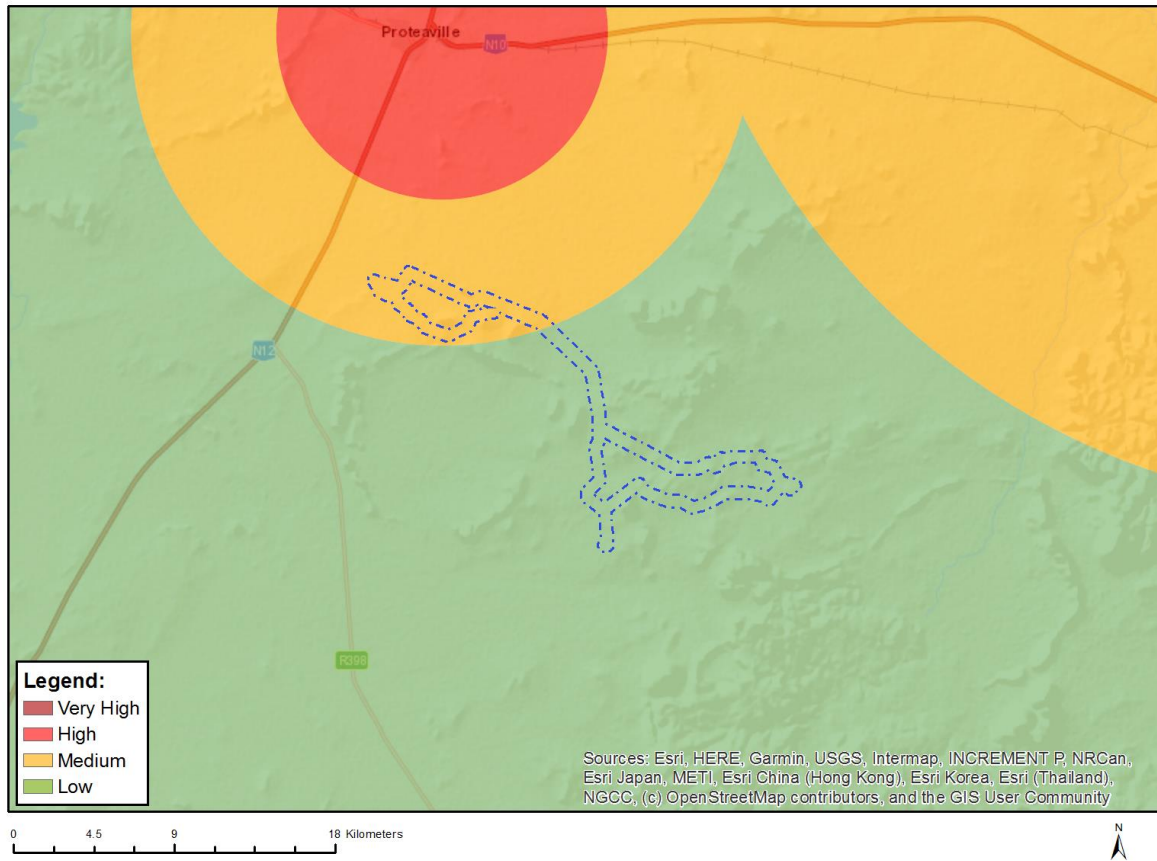 Proteaville
N10
N12
R398
Legend:
Very High
High
Medium
Low
Sources: Esri, HERE, Garmin, USGS, Intermap, INCREMENT P, NRCan,
Esri Japan, METI, Esri China (Hong Kong), Esri Korea, Esri (Thailand),
NGCC, (c) OpenStreetMap contributors, and the GIS User Community
0 4.5 9 18 Kilometers
N